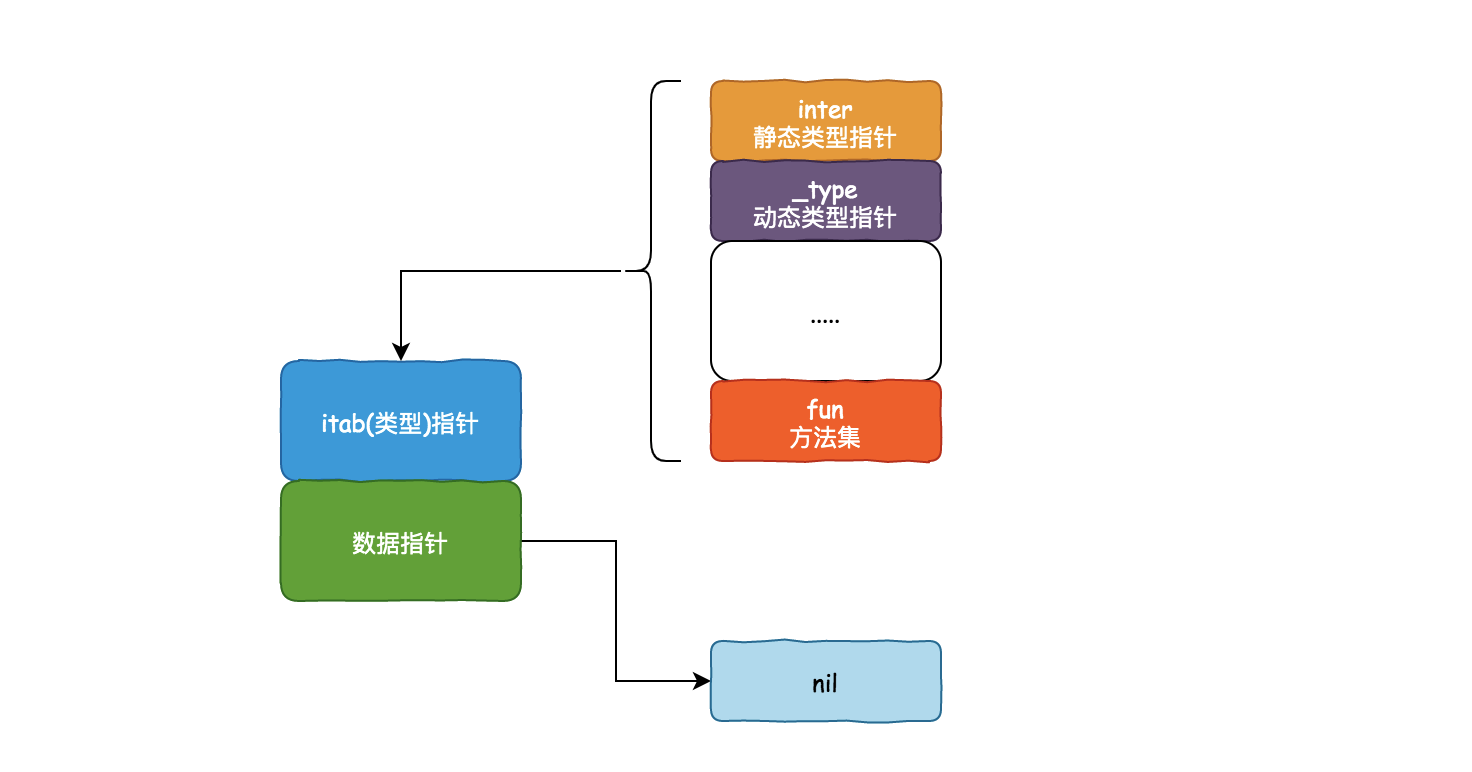 inter
静态类型指针
_type
动态类型指针
.....
fun
方法集
itab(类型)指针
数据指针
nil